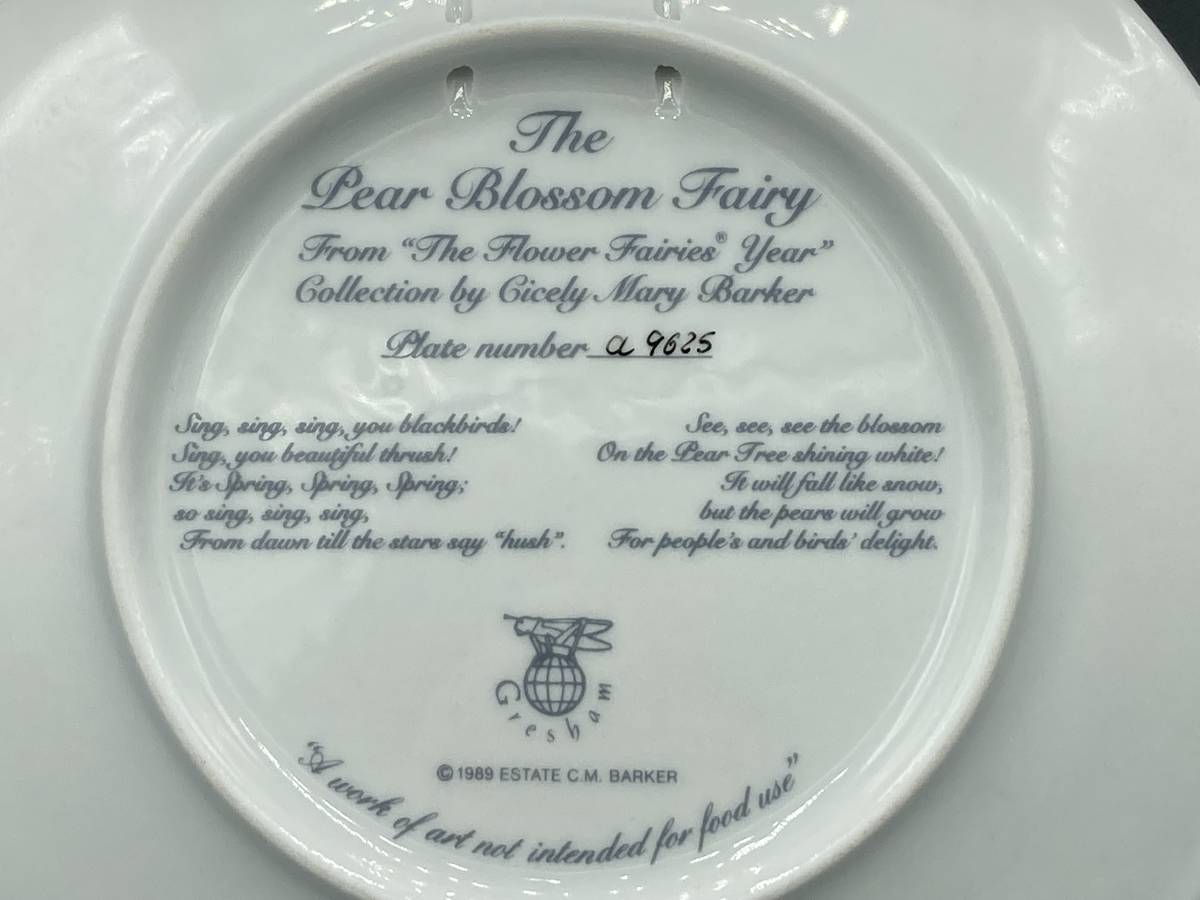 The
Pear Blossom Fairy
From “The Flower Fairies® Year”
Collection by Cicely Mary Barker
Plate number a 9625
Sing, sing, sing, you blackbirds!
Sing, you beautiful thrush!
It's Spring, Spring, Spring;
so sing, sing, sing,
From dawn till the stars say “hush”.
See, see, see the blossom
On the Pear Tree shining white!
It will fall like snow,
but the pears will grow
For people's and birds' delight.
Gresham
© 1989 ESTATE C.M. BARKER
“A work of art not intended for food use”